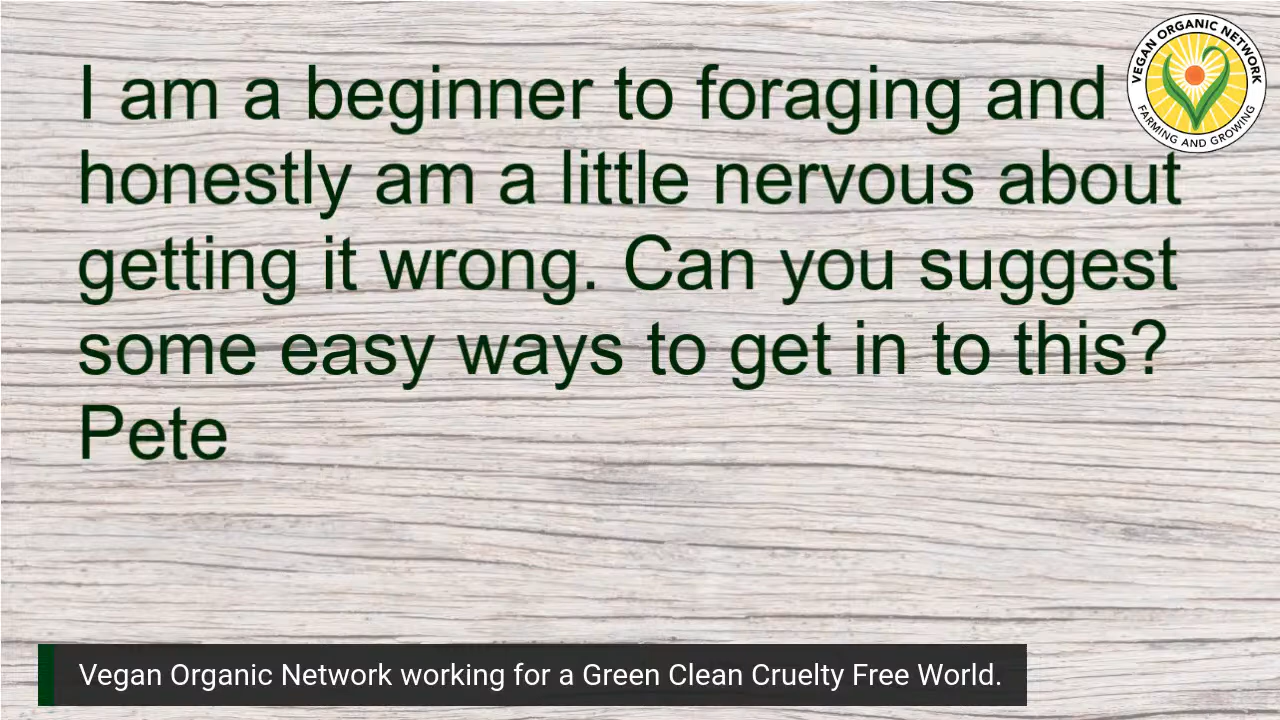 I am a beginner to foraging and
honestly am a little nervous about
getting it wrong. Can you suggest
some easy ways to get in to this?
Pete
VEGAN ORGANIC NETWORK
FARMING AND GROWING
Vegan Organic Network working for a Green Clean Cruelty Free World.